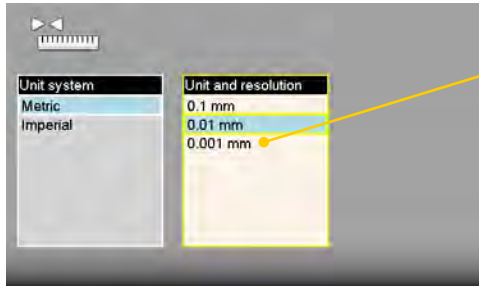 Unit system
Metric
Imperial
Unit and resolution
0.1 mm
0.01 mm
0.001 mm